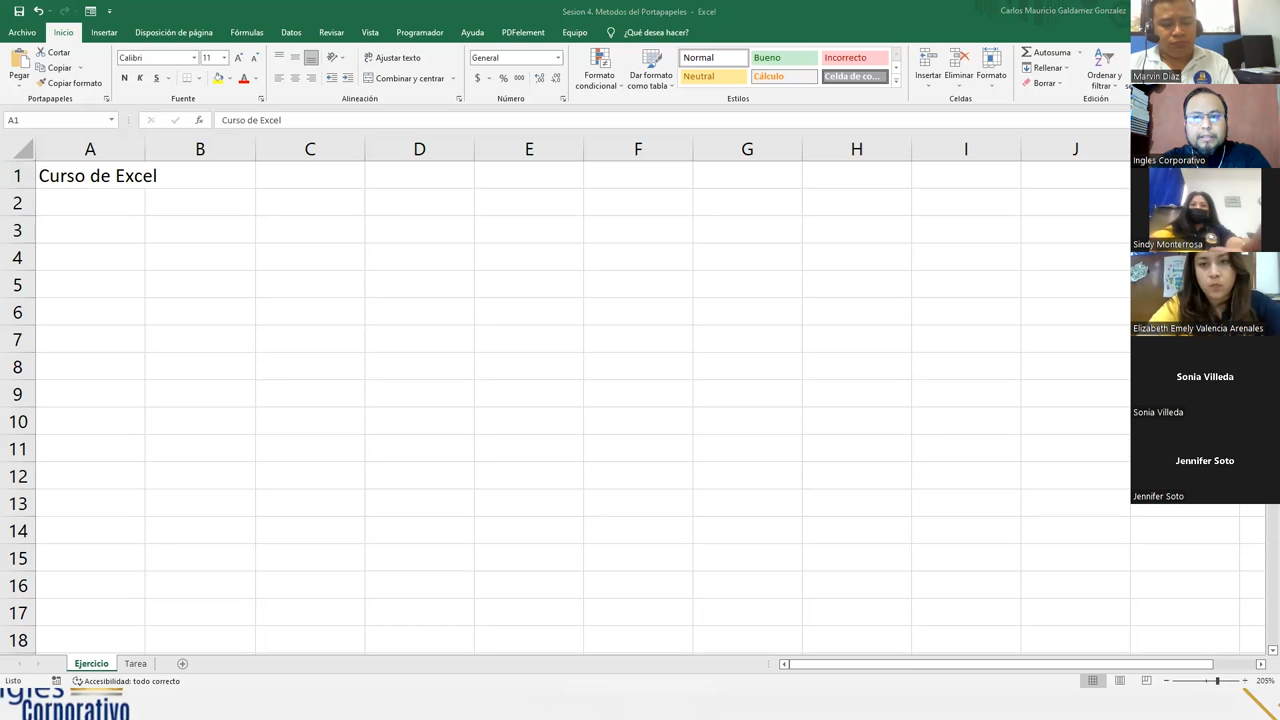 Sesion 4. Metodos del Portapapeles - Excel
Carlos Mauricio Galdamez Gonzalez
Archivo Inicio Insertar Disposición de página Fórmulas Datos Revisar Vista Programador Ayuda PDFelement Equipo ¿Qué desea hacer?
Pegar
Cortar
Copiar
Copiar formato
Portapapeles
Calibri 11
N K S
Fuente
Ajustar texto
Combinar y centrar
Alineación
General
$ % 000
Número
Formato condicional
Dar formato como tabla
Normal Bueno Incorrecto
Neutral Cálculo Celda de co...
Estilos
Insertar Eliminar Formato
Celdas
Autosuma
Rellenar
Borrar
Ordenar y
Edición
A1 fx Curso de Excel
A B C D E F G H I J
1 Curso de Excel
2
3
4
5
6
7
8
9
10
11
12
13
14
15
16
17
18
Marvin Diaz
Ingles Corporativo
Sindy Monterrosa
Elizabeth Emely Valencia Arenales
Sonia Villeda
Sonia Villeda
Jennifer Soto
Jennifer Soto
Ejercicio Tarea
Listo Accesibilidad: todo correcto 205%
Ingles
Corporativo